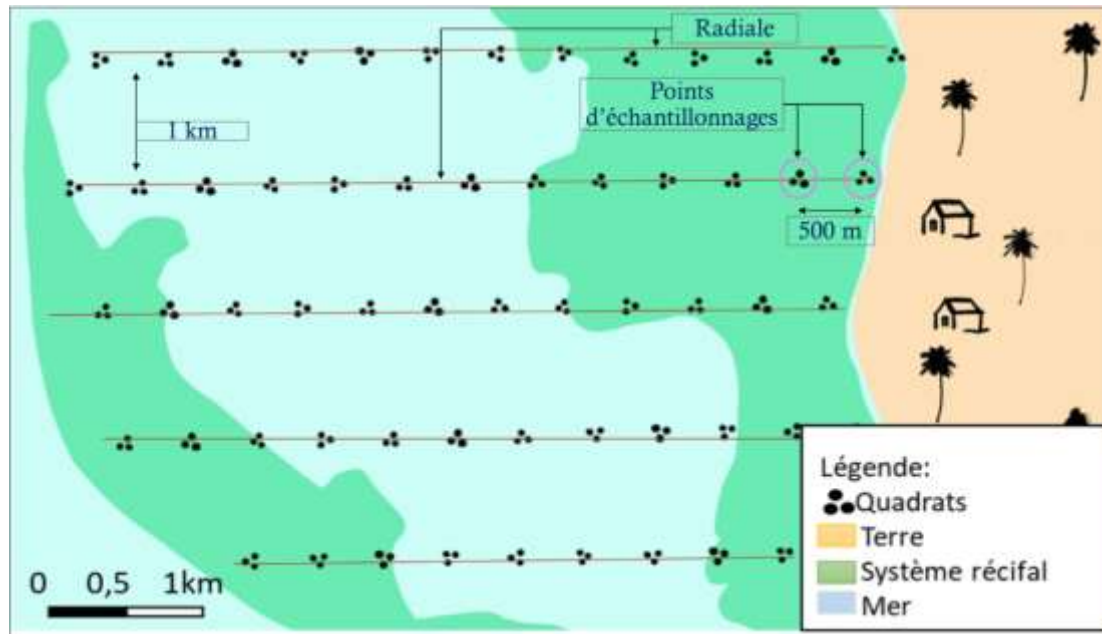 Radiale
Points
d'échantillonnages
1 km
500 m
Légende:
Quadrats
Terre
Système récifal
Mer
0 0,5 1km